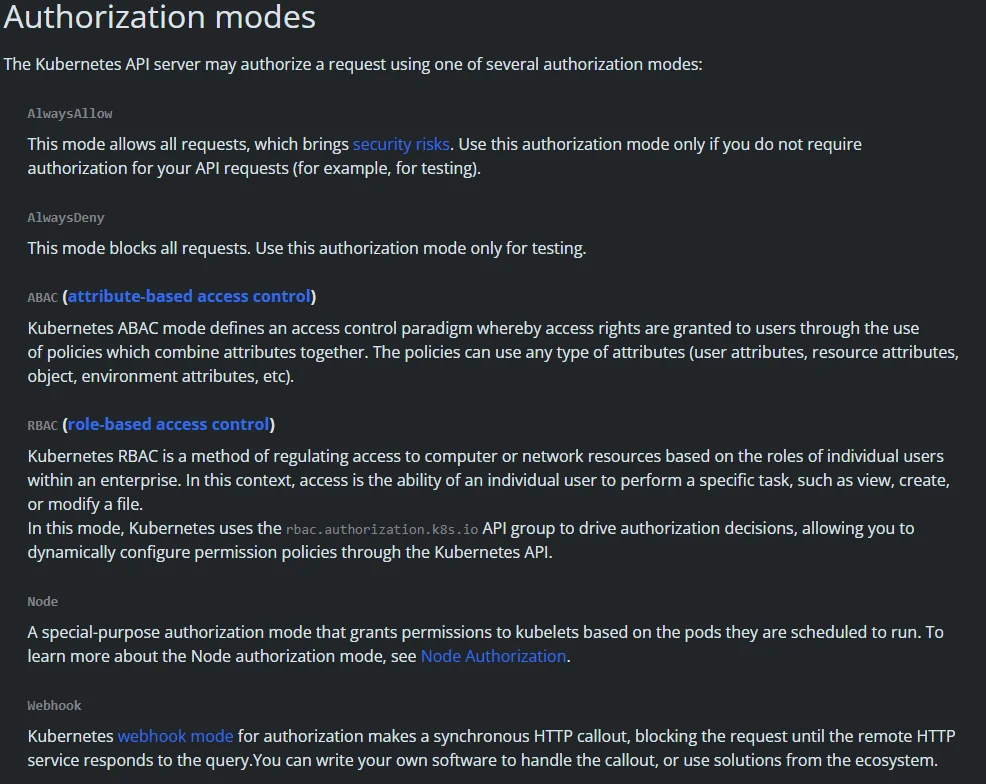 Authorization modes
The Kubernetes API server may authorize a request using one of several authorization modes:
AlwaysAllow
This mode allows all requests, which brings security risks. Use this authorization mode only if you do not require
authorization for your API requests (for example, for testing).
AlwaysDeny
This mode blocks all requests. Use this authorization mode only for testing.
ABAC (attribute-based access control)
Kubernetes ABAC mode defines an access control paradigm whereby access rights are granted to users through the use
of policies which combine attributes together. The policies can use any type of attributes (user attributes, resource attributes,
object, environment attributes, etc).
RBAC (role-based access control)
Kubernetes RBAC is a method of regulating access to computer or network resources based on the roles of individual users
within an enterprise. In this context, access is the ability of an individual user to perform a specific task, such as view, create,
or modify a file.
In this mode, Kubernetes uses the rbac.authorization.k8s.io API group to drive authorization decisions, allowing you to
dynamically configure permission policies through the Kubernetes API.
Node
A special-purpose authorization mode that grants permissions to kubelets based on the pods they are scheduled to run. To
learn more about the Node authorization mode, see Node Authorization.
Webhook
Kubernetes webhook mode for authorization makes a synchronous HTTP callout, blocking the request until the remote HTTP
service responds to the query.You can write your own software to handle the callout, or use solutions from the ecosystem.